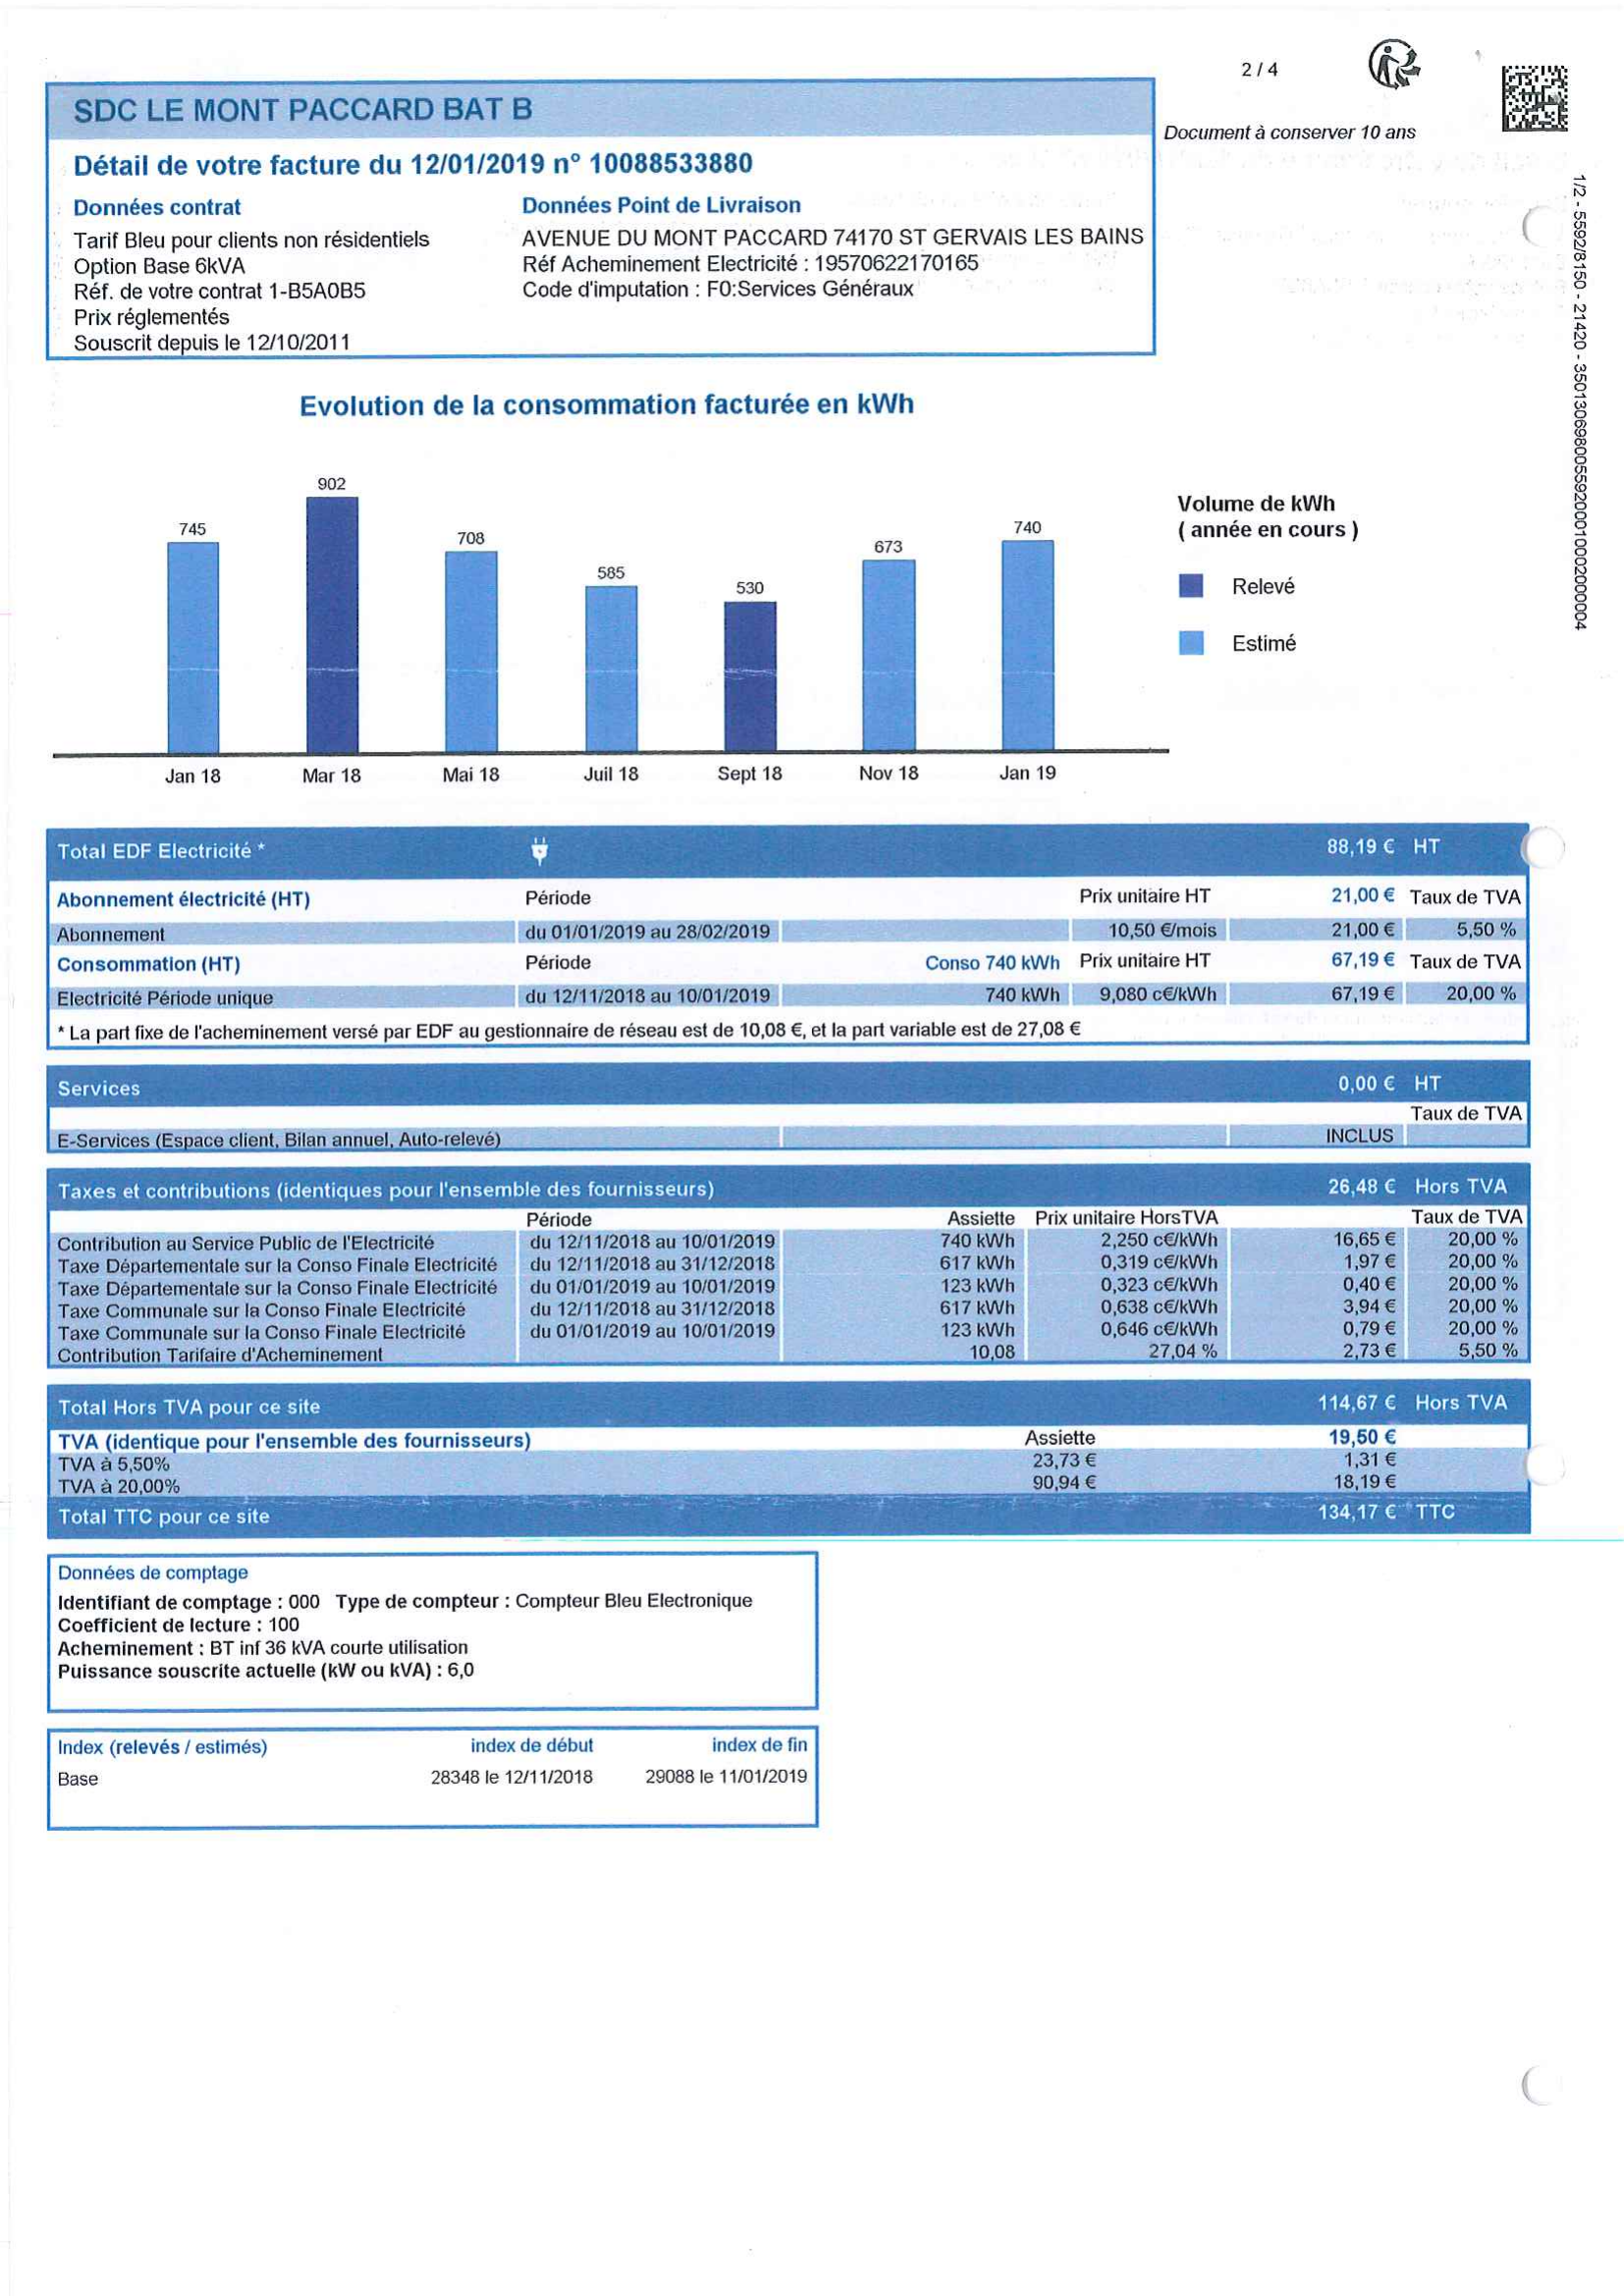 2 / 4
SDC LE MONT PACCARD BAT B
Document à conserver 10 ans
Détail de votre facture du 12/01/2019 n° 10088533880
Données contrat Données Point de Livraison
Tarif Bleu pour clients non résidentiels AVENUE DU MONT PACCARD 74170 ST GERVAIS LES BAINS
Option Base 6kVA Réf Acheminement Electricité : 19570622170165
Réf. de votre contrat 1-B5A0B5 Code d'imputation : F0:Services Généraux
Prix réglementés
Souscrit depuis le 12/10/2011
1/2 - 5592/8150 - 21420 - 35013069800559200010002000004
Evolution de la consommation facturée en kWh
745 902 708 585 530 673 740
Jan 18 Mar 18 Mai 18 Juil 18 Sept 18 Nov 18 Jan 19
Volume de kWh
( année en cours )
Relevé
Estimé
Total EDF Electricité * 88,19 € HT
Abonnement électricité (HT) Période Prix unitaire HT 21,00 € Taux de TVA
Abonnement du 01/01/2019 au 28/02/2019 10,50 €/mois 21,00 € 5,50 %
Consommation (HT) Période Conso 740 kWh Prix unitaire HT 67,19 € Taux de TVA
Electricité Période unique du 12/11/2018 au 10/01/2019 740 kWh 9,080 c€/kWh 67,19 € 20,00 %
* La part fixe de l'acheminement versé par EDF au gestionnaire de réseau est de 10,08 €, et la part variable est de 27,08 €
Services 0,00 € HT
Taux de TVA
E-Services (Espace client, Bilan annuel, Auto-relevé) INCLUS
Taxes et contributions (identiques pour l'ensemble des fournisseurs) 26,48 € Hors TVA
Période Assiette Prix unitaire HorsTVA Taux de TVA
Contribution au Service Public de l'Electricité du 12/11/2018 au 10/01/2019 740 kWh 2,250 c€/kWh 16,65 € 20,00 %
Taxe Départementale sur la Conso Finale Electricité du 12/11/2018 au 31/12/2018 617 kWh 0,319 c€/kWh 1,97 € 20,00 %
Taxe Départementale sur la Conso Finale Electricité du 01/01/2019 au 10/01/2019 123 kWh 0,323 c€/kWh 0,40 € 20,00 %
Taxe Communale sur la Conso Finale Electricité du 12/11/2018 au 31/12/2018 617 kWh 0,638 c€/kWh 3,94 € 20,00 %
Taxe Communale sur la Conso Finale Electricité du 01/01/2019 au 10/01/2019 123 kWh 0,646 c€/kWh 0,79 € 20,00 %
Contribution Tarifaire d'Acheminement 10,08 27,04 % 2,73 € 5,50 %
Total Hors TVA pour ce site 114,67 € Hors TVA
TVA (identique pour l'ensemble des fournisseurs) Assiette 19,50 €
TVA à 5,50% 23,73 € 1,31 €
TVA à 20,00% 90,94 € 18,19 €
Total TTC pour ce site 134,17 € TTC
Données de comptage
Identifiant de comptage : 000 Type de compteur : Compteur Bleu Electronique
Coefficient de lecture : 100
Acheminement : BT inf 36 kVA courte utilisation
Puissance souscrite actuelle (kW ou kVA) : 6,0
Index (relevés / estimés) index de début index de fin
Base 28348 le 12/11/2018 29088 le 11/01/2019